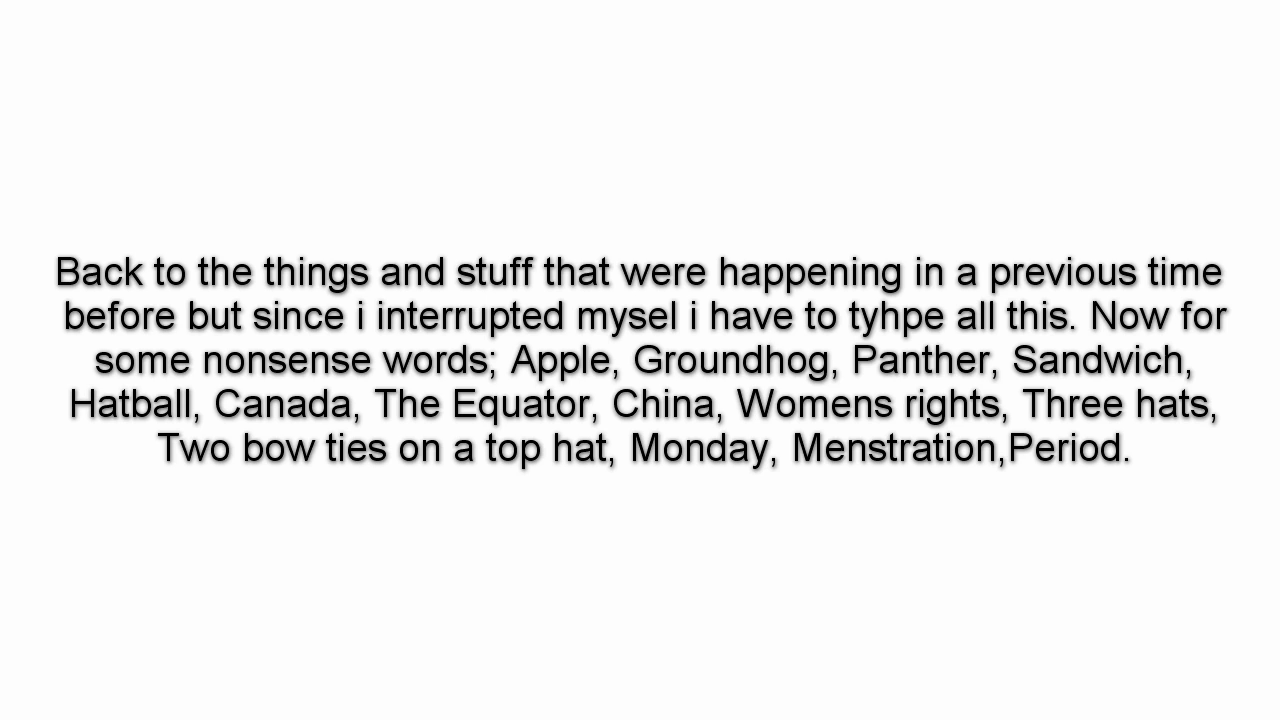 Back to the things and stuff that were happening in a previous time
before but since i interrupted mysel i have to tyhpe all this. Now for
some nonsense words; Apple, Groundhog, Panther, Sandwich,
Hatball, Canada, The Equator, China, Womens rights, Three hats,
Two bow ties on a top hat, Monday, Menstration,Period.